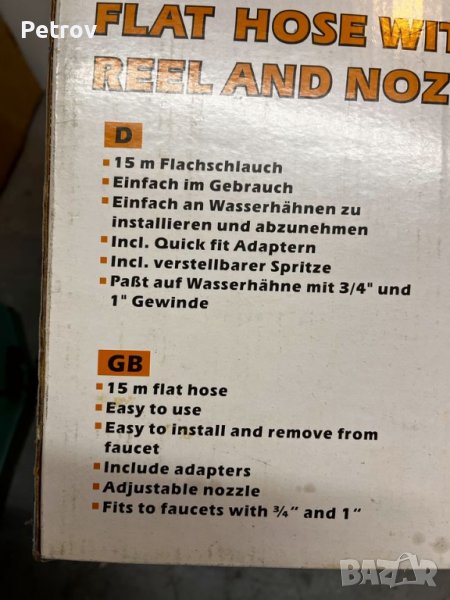 Petrov
FLAT HOSE
REEL AND
D
15 m Flachschlauch
Einfach im Gebrauch
Einfach an Wasserhähnen zu
installieren und abzunehmen
Incl. Quick fit Adaptern
Incl. verstellbarer Spritze
Paßt auf Wasserhähne mit 3/4" und
1" Gewinde
GB
15 m flat hose
Easy to use
Easy to install and remove from
faucet
Include adapters
Adjustable nozzle
Fits to faucets with ¾" and 1"
BAZAR